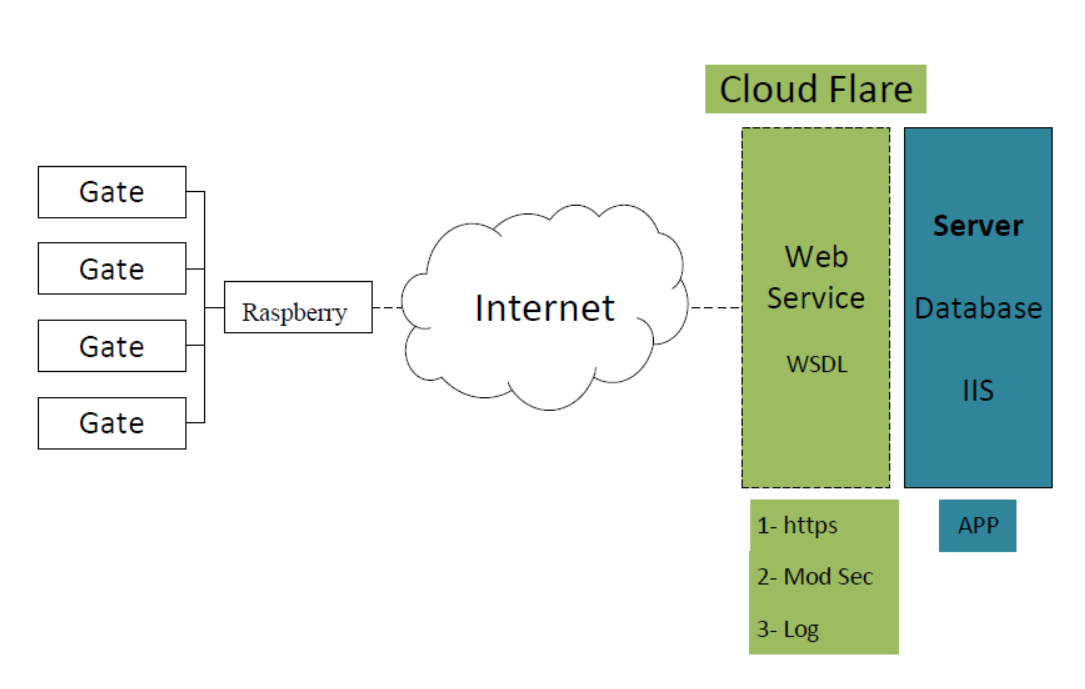 Cloud Flare
Gate
Gate
Gate
Gate
Raspberry
Internet
Web
Service
WSDL
Server
Database
IIS
1- https
2- Mod Sec
3- Log
APP